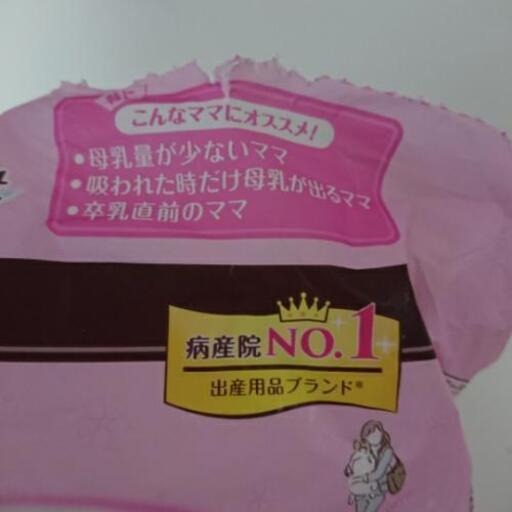 特に!
こんなママにオススメ!
•母乳量が少ないママ
•吸われた時だけ母乳が出るママ
•卒乳直前のママ
病産院NO.1
出産用品ブランド※